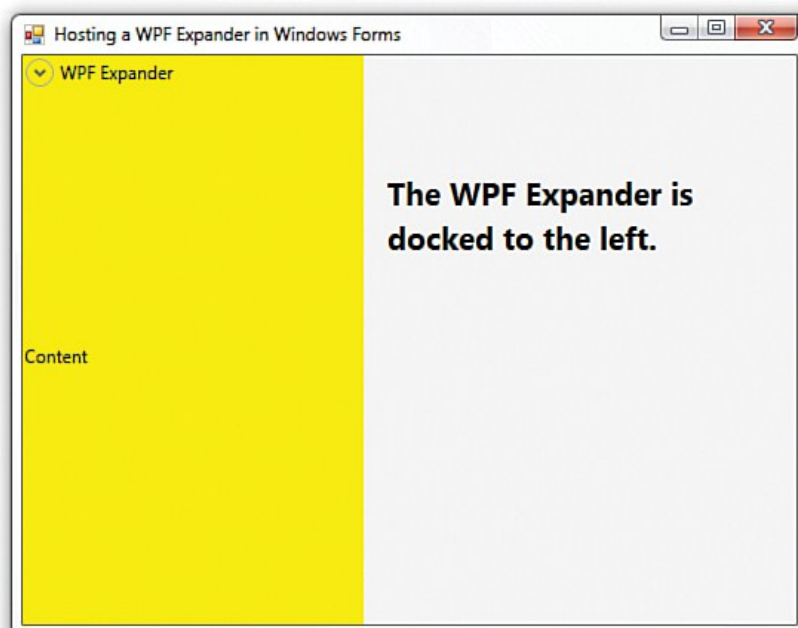 Hosting a WPF Expander in Windows Forms
WPF Expander
The WPF Expander is
docked to the left.
Content